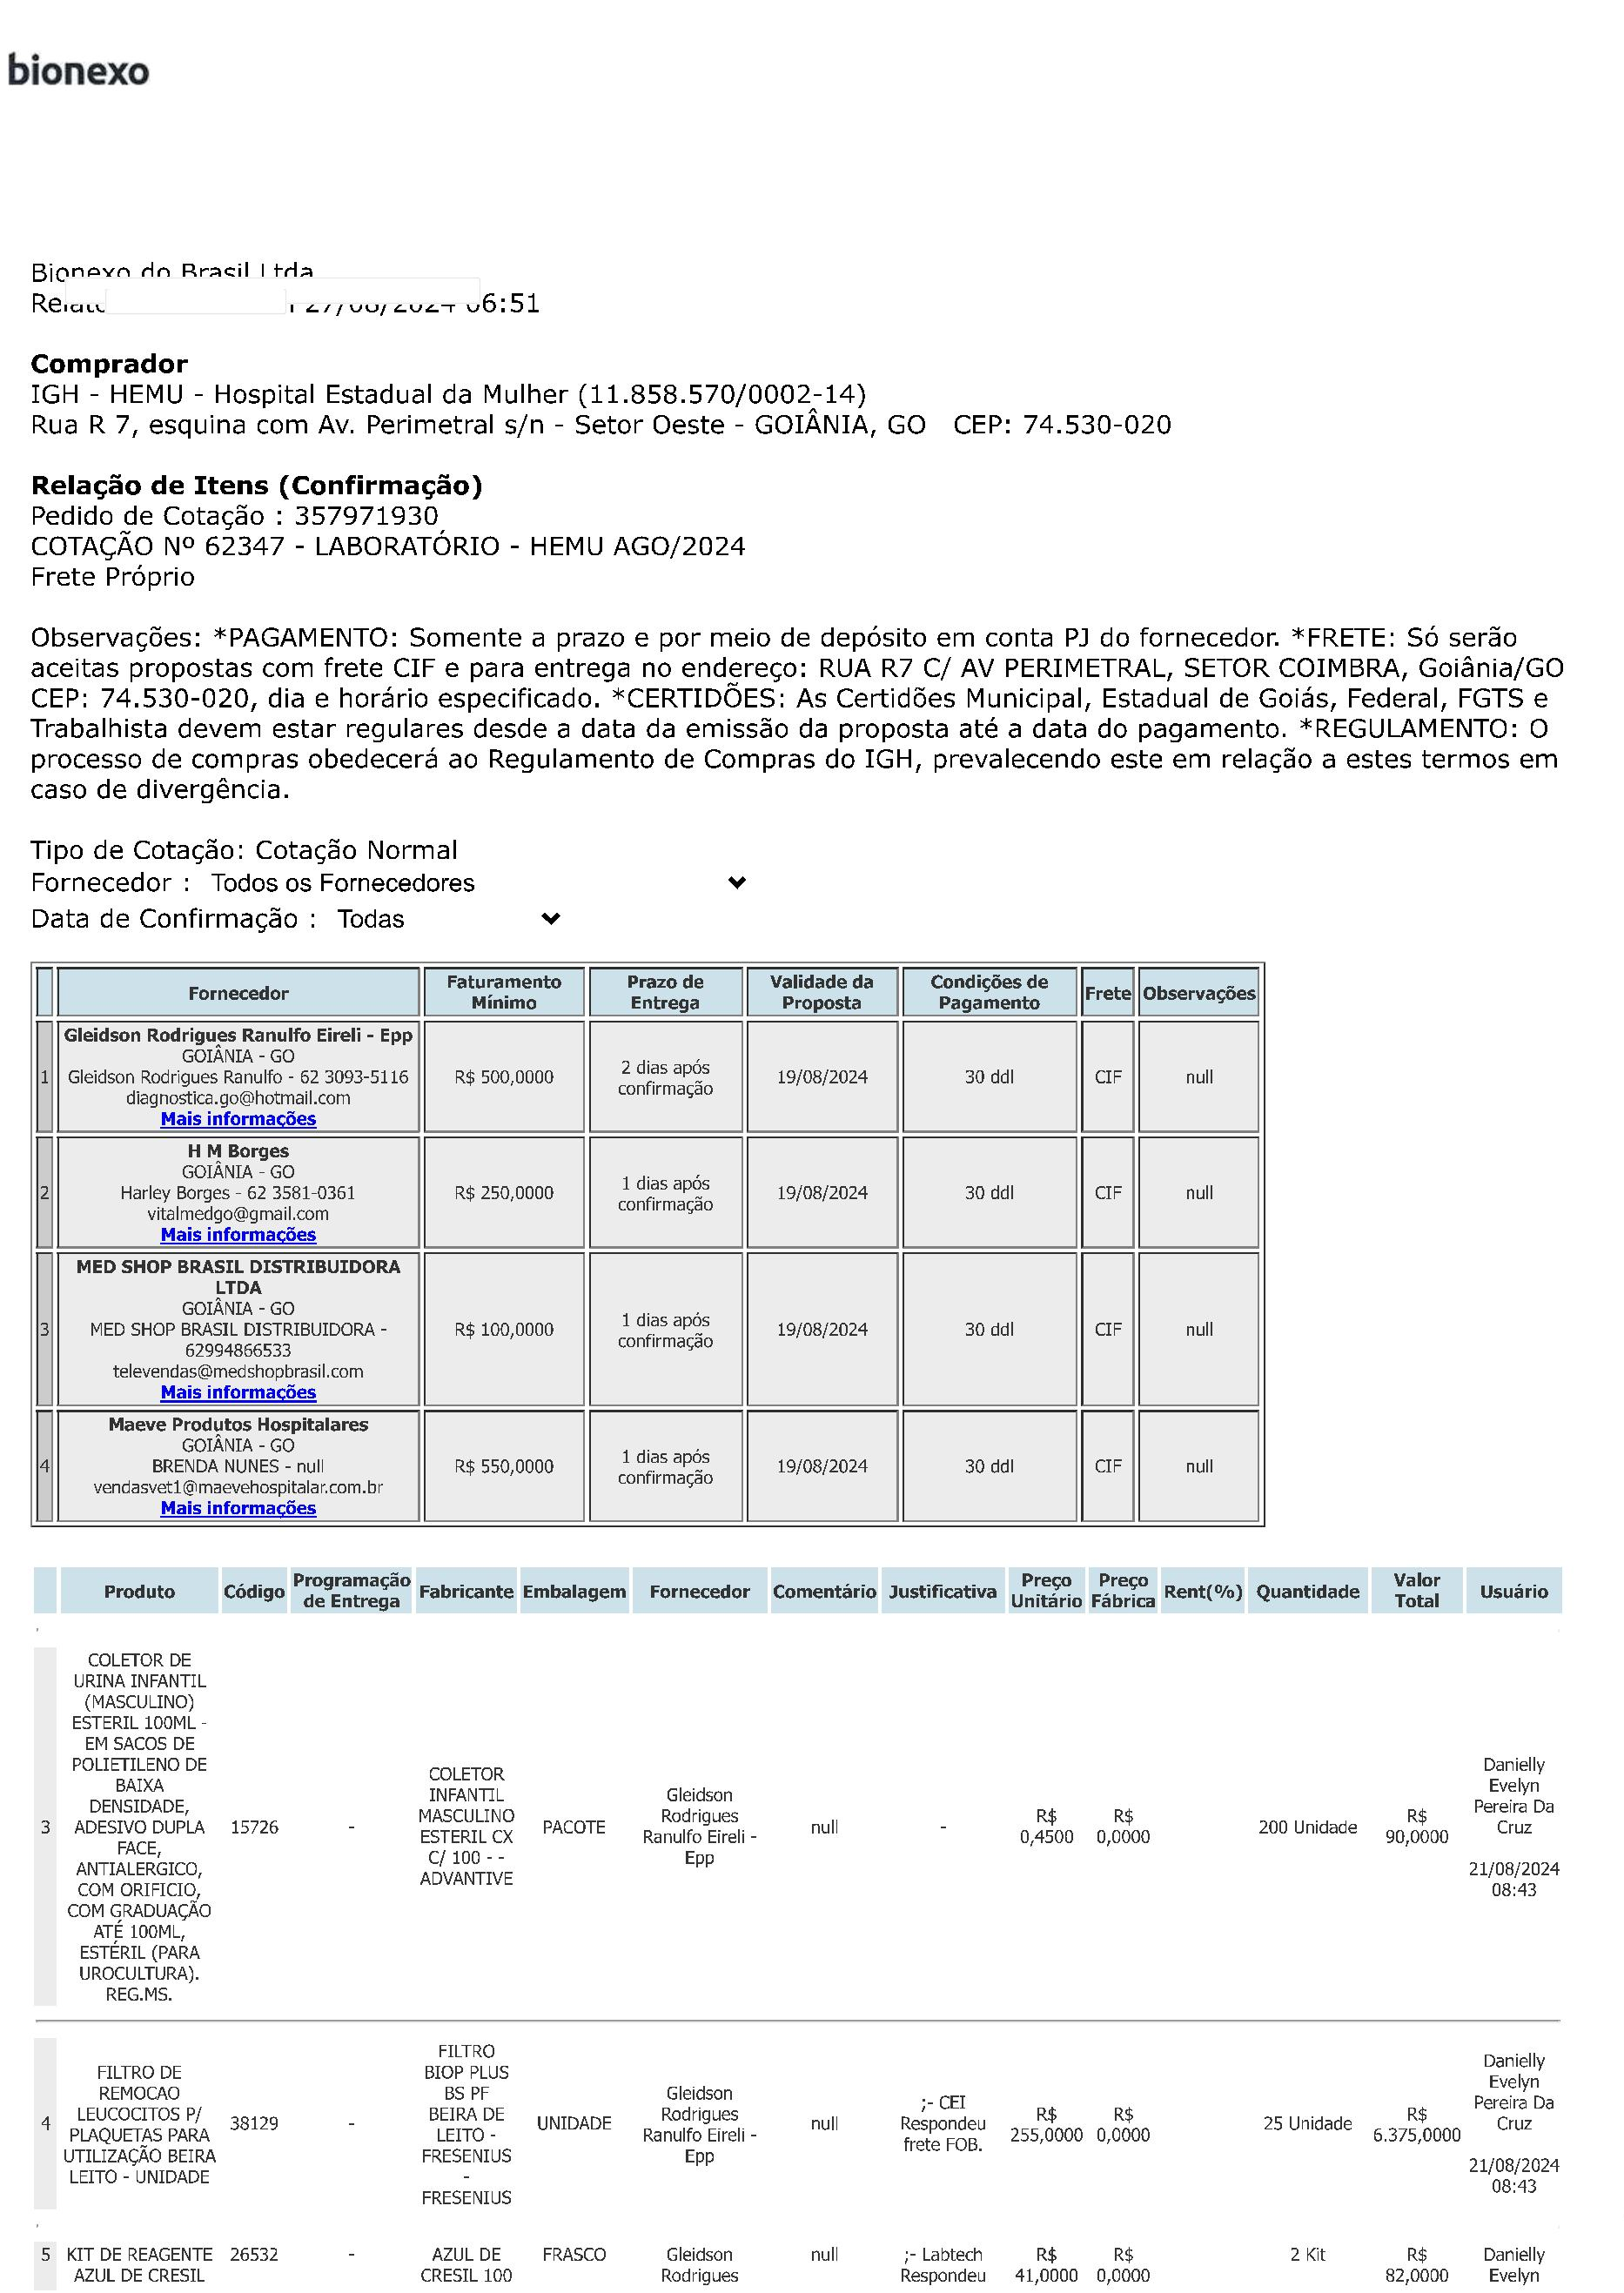 bionexo
Bionexo do Brasil Ltda
27/08/2024 06:51
Comprador
IGH - HEMU - Hospital Estadual da Mulher (11.858.570/0002-14)
Rua R 7, esquina com Av. Perimetral s/n - Setor Oeste - GOIÂNIA, GO CEP: 74.530-020
Relação de Itens (Confirmação)
Pedido de Cotação : 357971930
COTAÇÃO Nº 62347 - LABORATÓRIO - HEMU AGO/2024
Frete Próprio
Observações: *PAGAMENTO: Somente a prazo e por meio de depósito em conta PJ do fornecedor. *FRETE: Só serão
aceitas propostas com frete CIF e para entrega no endereço: RUA R7 C/ AV PERIMETRAL, SETOR COIMBRA, Goiânia/GO
CEP: 74.530-020, dia e horário especificado. *CERTIDÕES: As Certidões Municipal, Estadual de Goiás, Federal, FGTS e
Trabalhista devem estar regulares desde a data da emissão da proposta até a data do pagamento. *REGULAMENTO: O
processo de compras obedecerá ao Regulamento de Compras do IGH, prevalecendo este em relação a estes termos em
caso de divergência.
Tipo de Cotação: Cotação Normal
Fornecedor : Todos os Fornecedores
Data de Confirmação : Todas
Fornecedor
Faturamento
Mínimo
Prazo de
Entrega
Validade da
Proposta
Condições de
Pagamento
Frete
Observações
1
Gleidson Rodrigues Ranulfo Eireli - Epp
GOIÂNIA - GO
Gleidson Rodrigues Ranulfo - 62 3093-5116
diagnostica.go@hotmail.com
Mais informações
R$ 500,0000
2 dias após
confirmação
19/08/2024
30 ddl
CIF
null
2
H M Borges
GOIÂNIA - GO
Harley Borges - 62 3581-0361
vitalmedgo@gmail.com
Mais informações
R$ 250,0000
1 dias após
confirmação
19/08/2024
30 ddl
CIF
null
3
MED SHOP BRASIL DISTRIBUIDORA
LTDA
GOIÂNIA - GO
MED SHOP BRASIL DISTRIBUIDORA -
62994866533
televendas@medshopbrasil.com
Mais informações
R$ 100,0000
1 dias após
confirmação
19/08/2024
30 ddl
CIF
null
4
Maeve Produtos Hospitalares
GOIÂNIA - GO
BRENDA NUNES - null
vendasvet1@maevehospitalar.com.br
Mais informações
R$ 550,0000
1 dias após
confirmação
19/08/2024
30 ddl
CIF
null
Produto
Código
Programação
de Entrega
Fabricante
Embalagem
Fornecedor
Comentário
Justificativa
Preço
Unitário
Preço
Fábrica
Rent(%)
Quantidade
Valor
Total
Usuário
3
COLETOR DE
URINA INFANTIL
(MASCULINO)
ESTERIL 100ML -
EM SACOS DE
POLIETILENO DE
BAIXA
DENSIDADE,
ADESIVO DUPLA
FACE,
ANTIALERGICO,
COM ORIFICIO,
COM GRADUAÇÃO
ATÉ 100ML,
ESTÉRIL (PARA
UROCULTURA).
REG.MS.
15726
-
COLETOR
INFANTIL
MASCULINO
ESTERIL CX
C/ 100 - -
ADVANTIVE
PACOTE
Gleidson
Rodrigues
Ranulfo Eireli -
Epp
null
-
R$
0,4500
R$
0,0000
200 Unidade
R$
90,0000
Danielly
Evelyn
Pereira Da
Cruz
21/08/2024
08:43
4
FILTRO DE
REMOCAO
LEUCOCITOS P/
PLAQUETAS PARA
UTILIZAÇÃO BEIRA
LEITO - UNIDADE
38129
-
FILTRO
BIOP PLUS
BS PF
BEIRA DE
LEITO -
FRESENIUS
-
FRESENIUS
UNIDADE
Gleidson
Rodrigues
Ranulfo Eireli -
Epp
null
;- CEI
Respondeu
frete FOB.
R$
255,0000
R$
0,0000
25 Unidade
R$
6.375,0000
Danielly
Evelyn
Pereira Da
Cruz
21/08/2024
08:43
5
KIT DE REAGENTE
AZUL DE CRESIL
26532
-
AZUL DE
CRESIL 100
FRASCO
Gleidson
Rodrigues
null
;- Labtech
Respondeu
R$
41,0000
R$
0,0000
2 Kit
R$
82,0000
Danielly
Evelyn